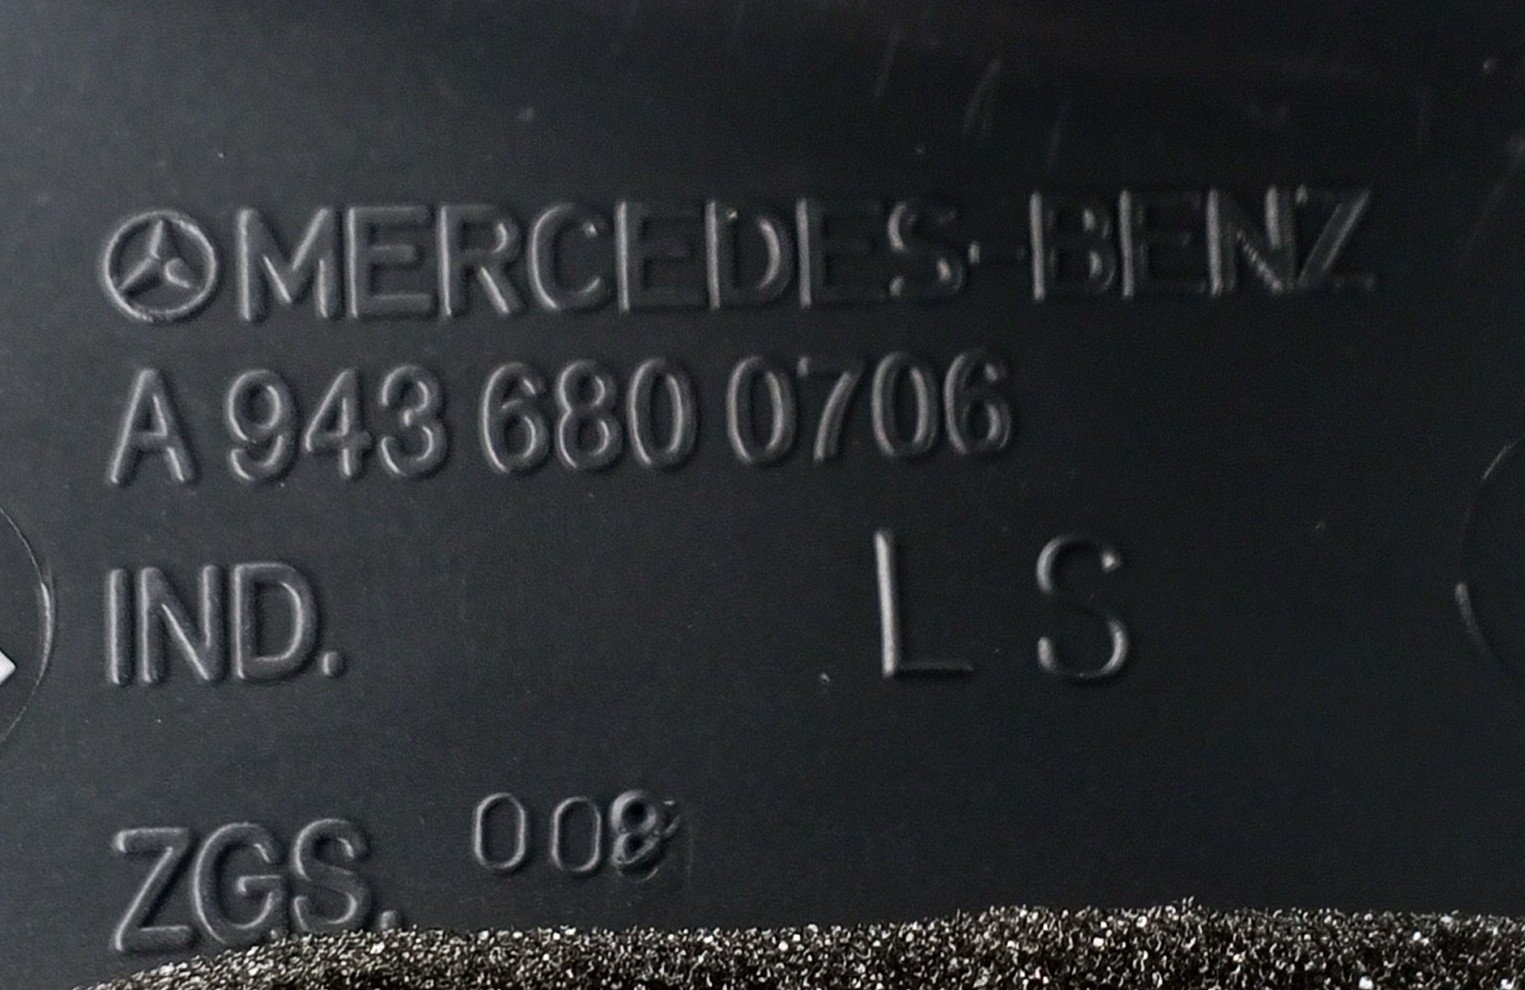 MERCEDES-BENZ
A 943 680 0706
IND. L S
ZGS. 008